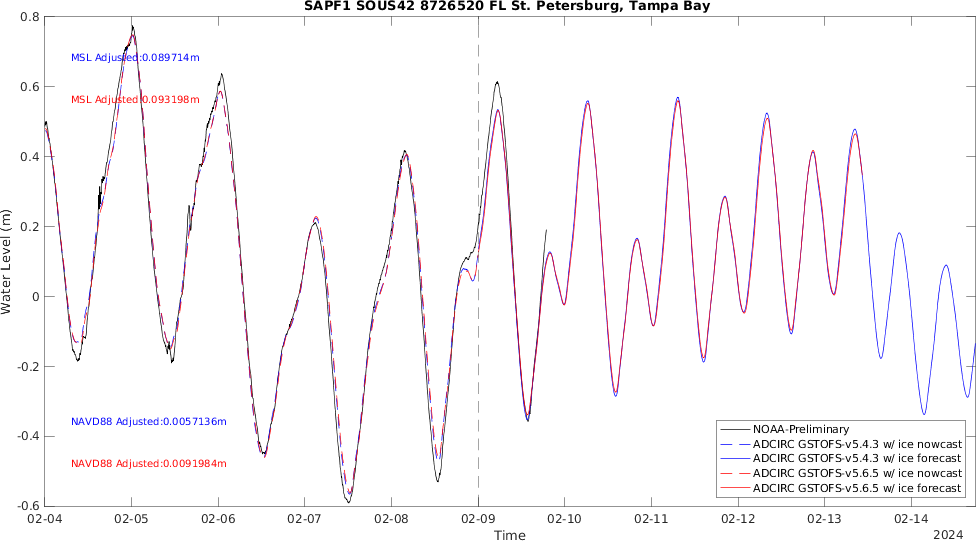 SAPF1 SOUS42 8726520 FL St. Petersburg, Tampa Bay
0.8
0.6
0.4
0.2
0
-0.2
-0.4
-0.6
Water Level (m)
MSL Adjusted:0.089714m
MSL Adjusted:0.093198m
NAVD88 Adjusted:0.0057136m
NAVD88 Adjusted:0.0091984m
NOAA-Preliminary
ADCIRC GSTOFS-v5.4.3 w/ ice nowcast
ADCIRC GSTOFS-v5.4.3 w/ ice forecast
ADCIRC GSTOFS-v5.6.5 w/ ice nowcast
ADCIRC GSTOFS-v5.6.5 w/ ice forecast
02-04 02-05 02-06 02-07 02-08 02-09 02-10 02-11 02-12 02-13 02-14
Time
2024